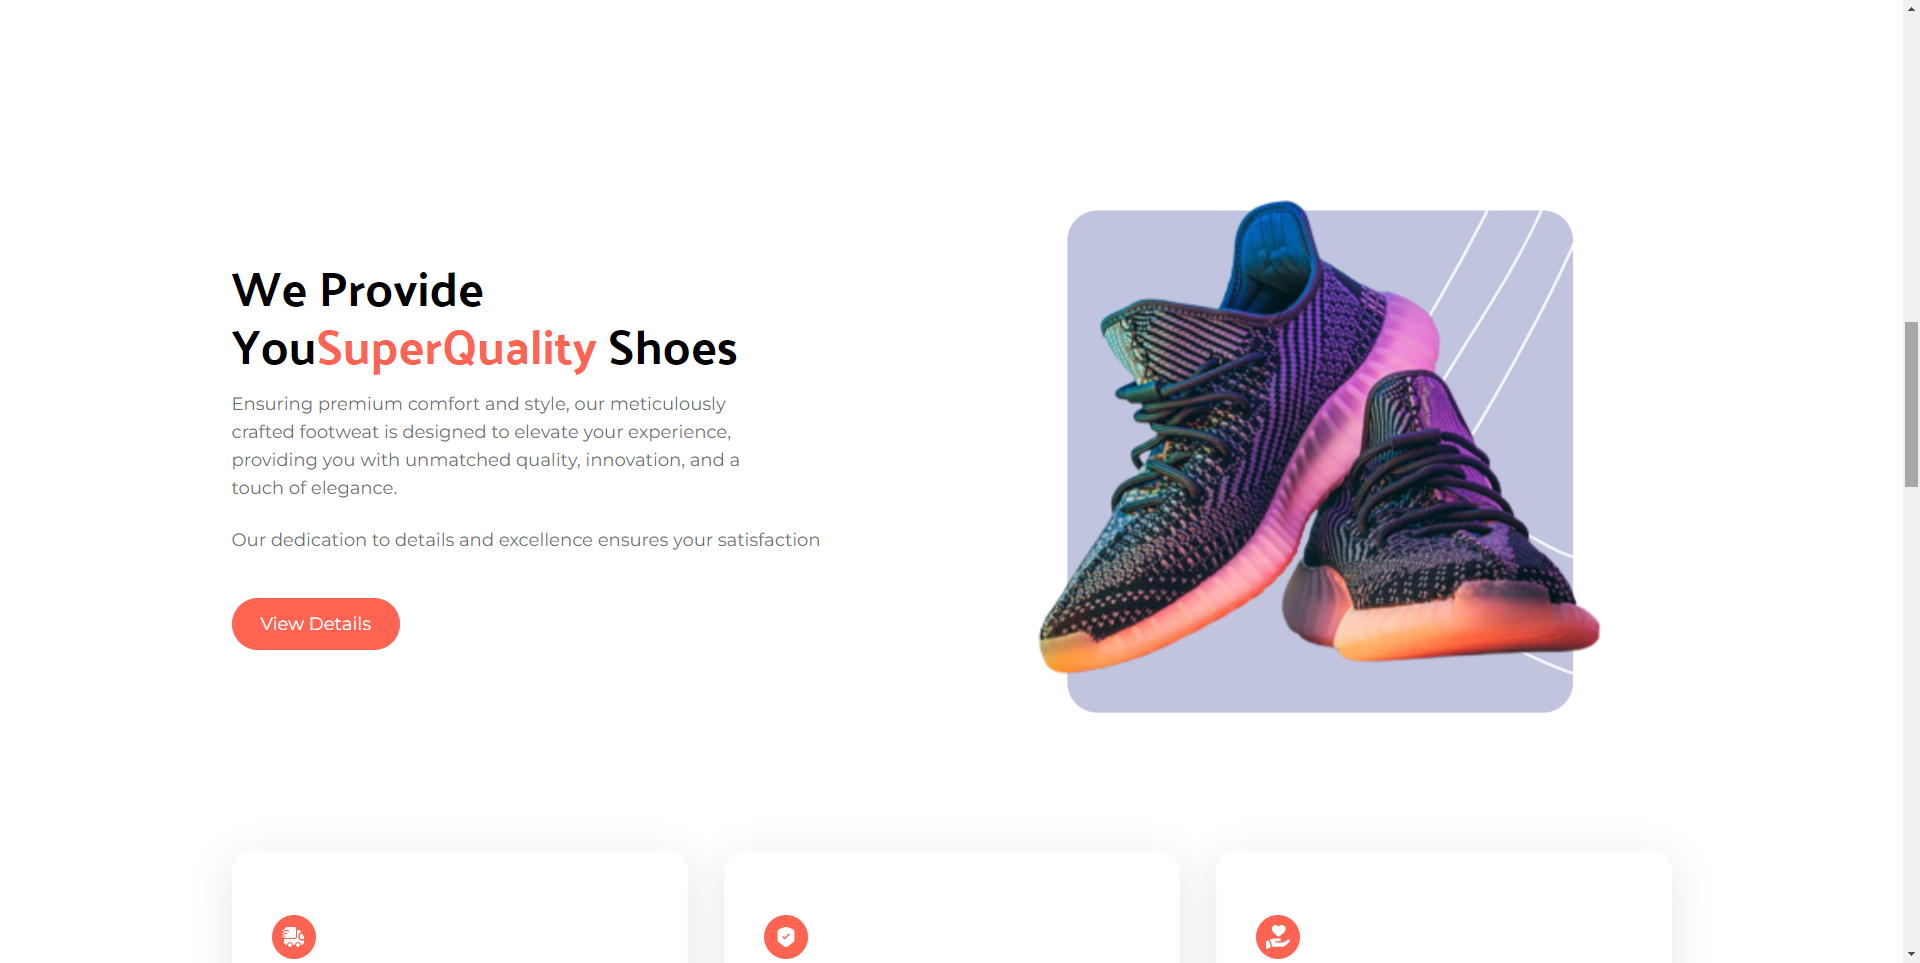 We Provide
YouSuperQuality Shoes
Ensuring premium comfort and style, our meticulously
crafted footweat is designed to elevate your experience,
providing you with unmatched quality, innovation, and a
touch of elegance.
Our dedication to details and excellence ensures your satisfaction
View Details